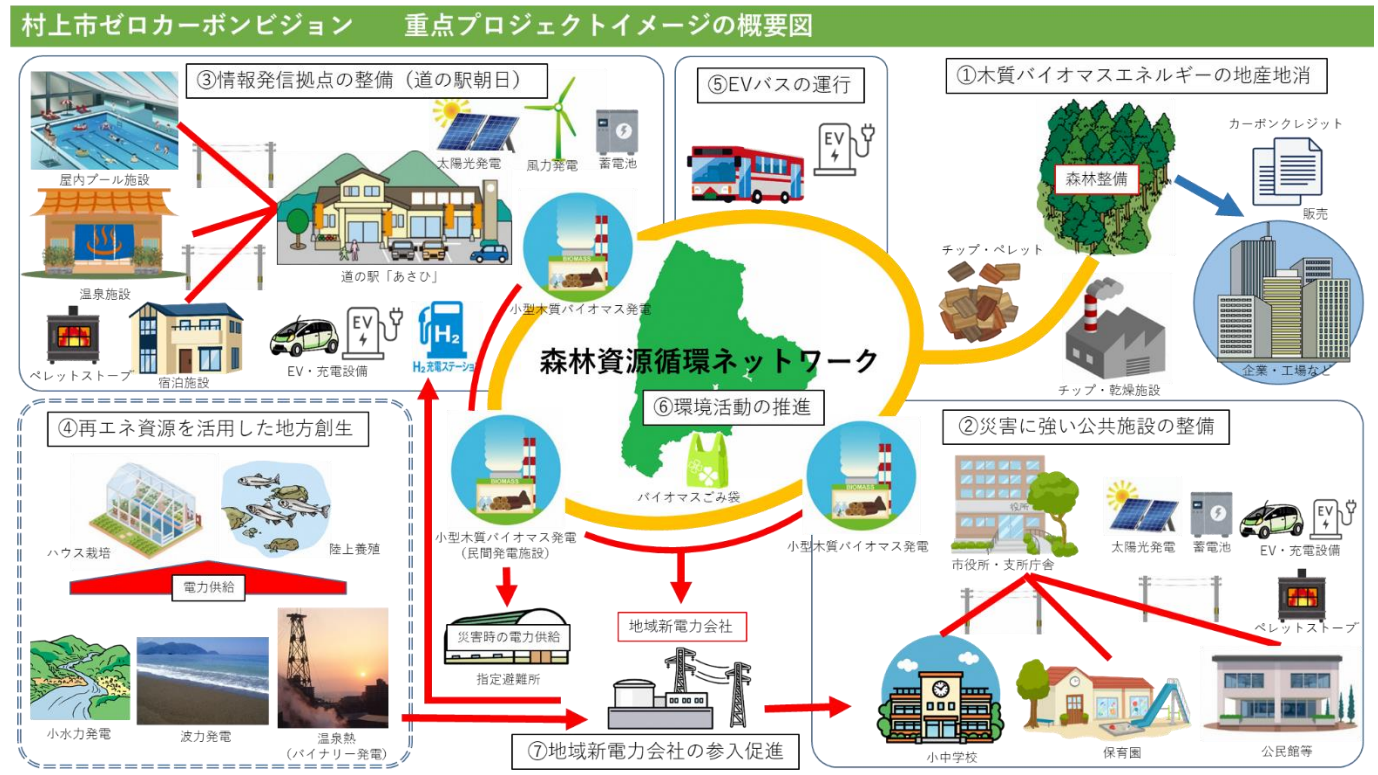 村上市ゼロカーボンビジョン　　重点プロジェクトイメージの概要図
③情報発信拠点の整備（道の駅朝日）
屋内プール施設
太陽光発電
風力発電
蓄電池
温泉施設
道の駅「あさひ」
ペレットストーブ
宿泊施設
EV
EV・充電設備
H₂
H₂充電ステーション
⑤EVバスの運行
EV
①木質バイオマスエネルギーの地産地消
カーボンクレジット
森林整備
販売
チップ・ペレット
チップ・乾燥施設
企業・工場など
BIOMASS
小型木質バイオマス発電
森林資源循環ネットワーク
⑥環境活動の推進
バイオマスごみ袋
BIOMASS
小型木質バイオマス発電
（民間発電施設）
BIOMASS
小型木質バイオマス発電
④再エネ資源を活用した地方創生
ハウス栽培
陸上養殖
電力供給
小水力発電
波力発電
温泉熱
（バイナリー発電）
災害時の電力供給
指定避難所
地域新電力会社
⑦地域新電力会社の参入促進
②災害に強い公共施設の整備
役所
市役所・支所庁舎
太陽光発電
蓄電池
EV
EV・充電設備
ペレットストーブ
小中学校
保育園
公民館等